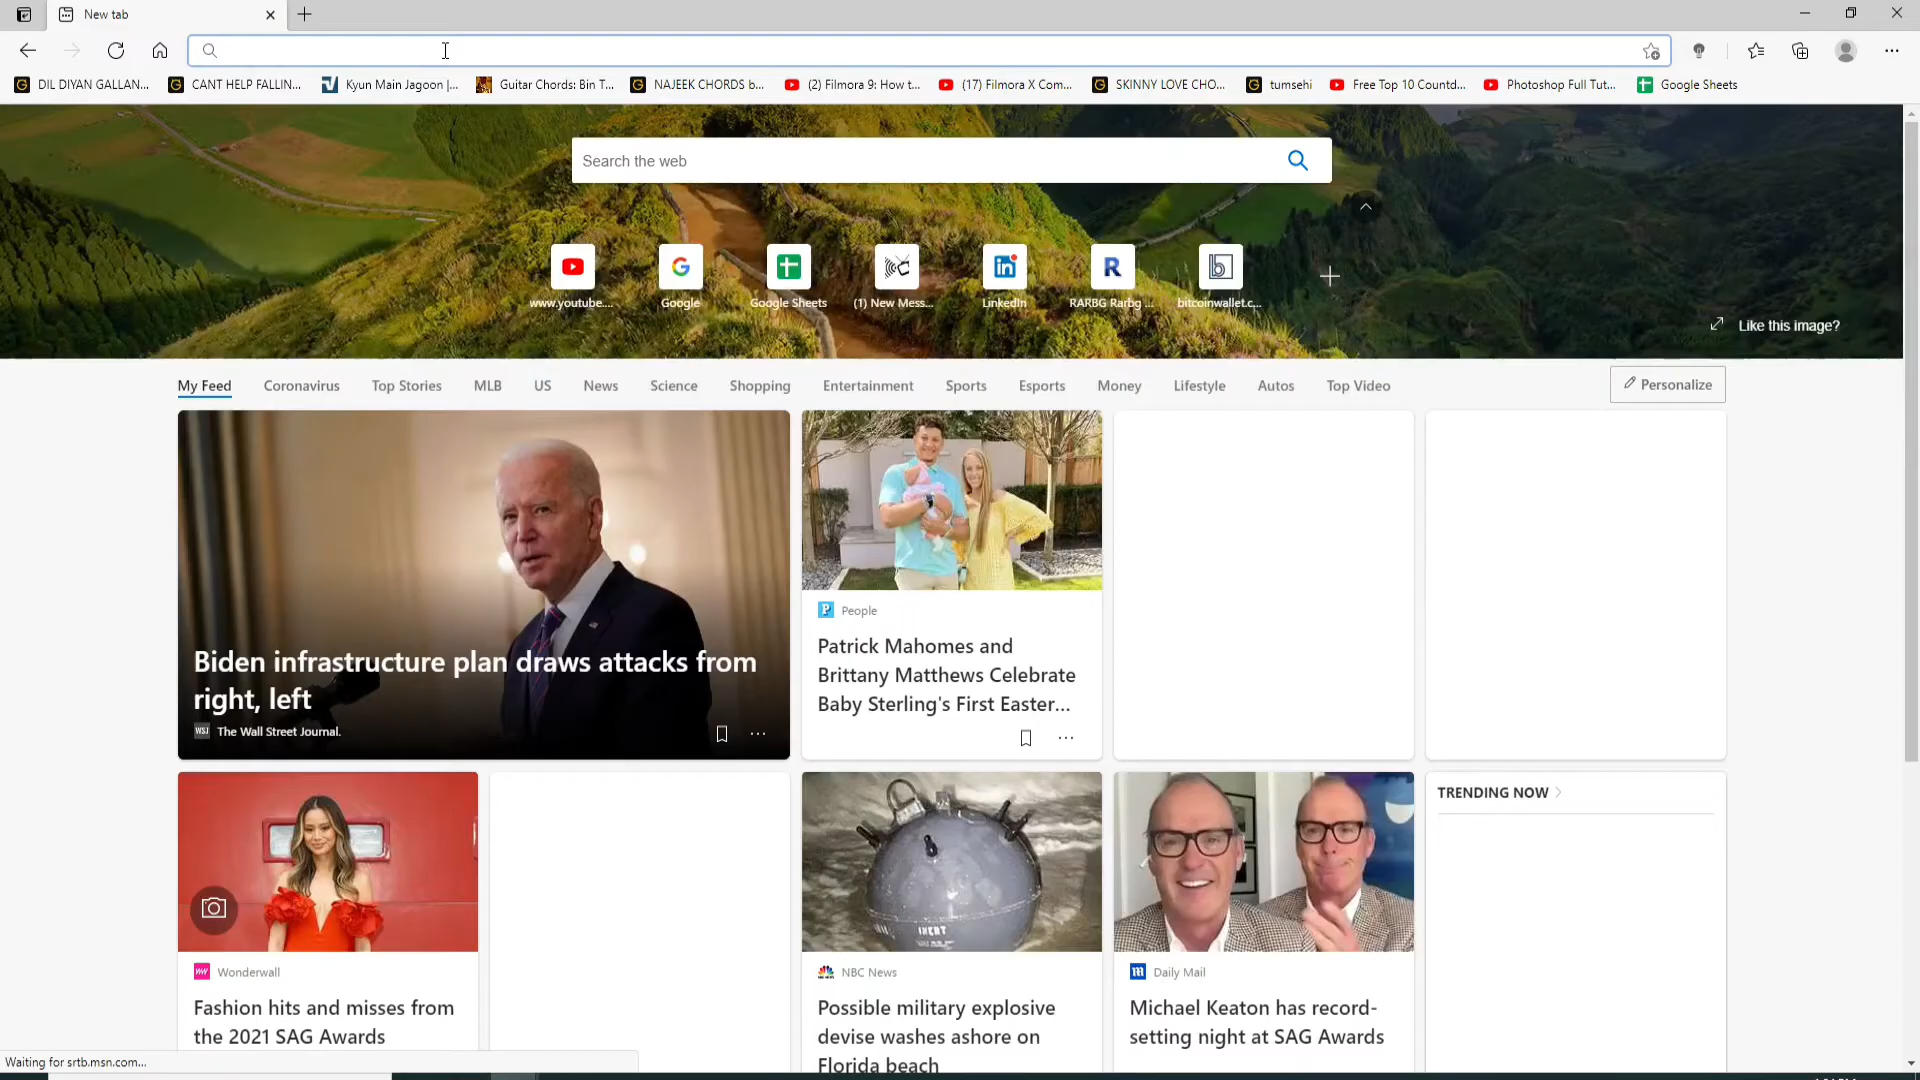 New tab
DIL DIYAN GALLAN...
CANT HELP FALLIN...
Kyun Main Jagoon |...
Guitar Chords: Bin T...
NAJEEK CHORDS b...
(2) Filmora 9: How t...
(17) Filmora X Com...
SKINNY LOVE CHO...
tumsehi
Free Top 10 Countd...
Photoshop Full Tut...
Google Sheets
Search the web
www.youtube....
Google
Google Sheets
(1) New Mess...
LinkedIn
RARBG Rarbg ...
bitcoinwallet.c...
Like this image?
My Feed
Coronavirus
Top Stories
MLB
US
News
Science
Shopping
Entertainment
Sports
Esports
Money
Lifestyle
Autos
Top Video
Personalize
Biden infrastructure plan draws attacks from
right, left
WSJ The Wall Street Journal.
People
Patrick Mahomes and
Brittany Matthews Celebrate
Baby Sterling's First Easter...
Wonderwall
Fashion hits and misses from
the 2021 SAG Awards
INERT
NBC News
Possible military explosive
devise washes ashore on
Florida beach
Daily Mail
Michael Keaton has record-
setting night at SAG Awards
TRENDING NOW
Waiting for srtb.msn.com...